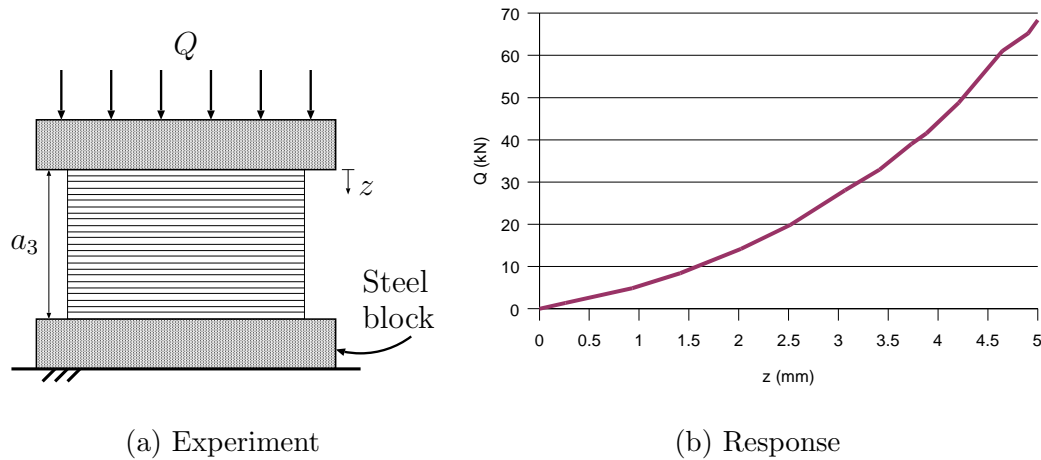 Q
z
a₃
Steel
block
(a) Experiment
70
60
50
40
30
20
10
0
Q (kN)
0 0.5 1 1.5 2 2.5 3 3.5 4 4.5 5
z (mm)
(b) Response